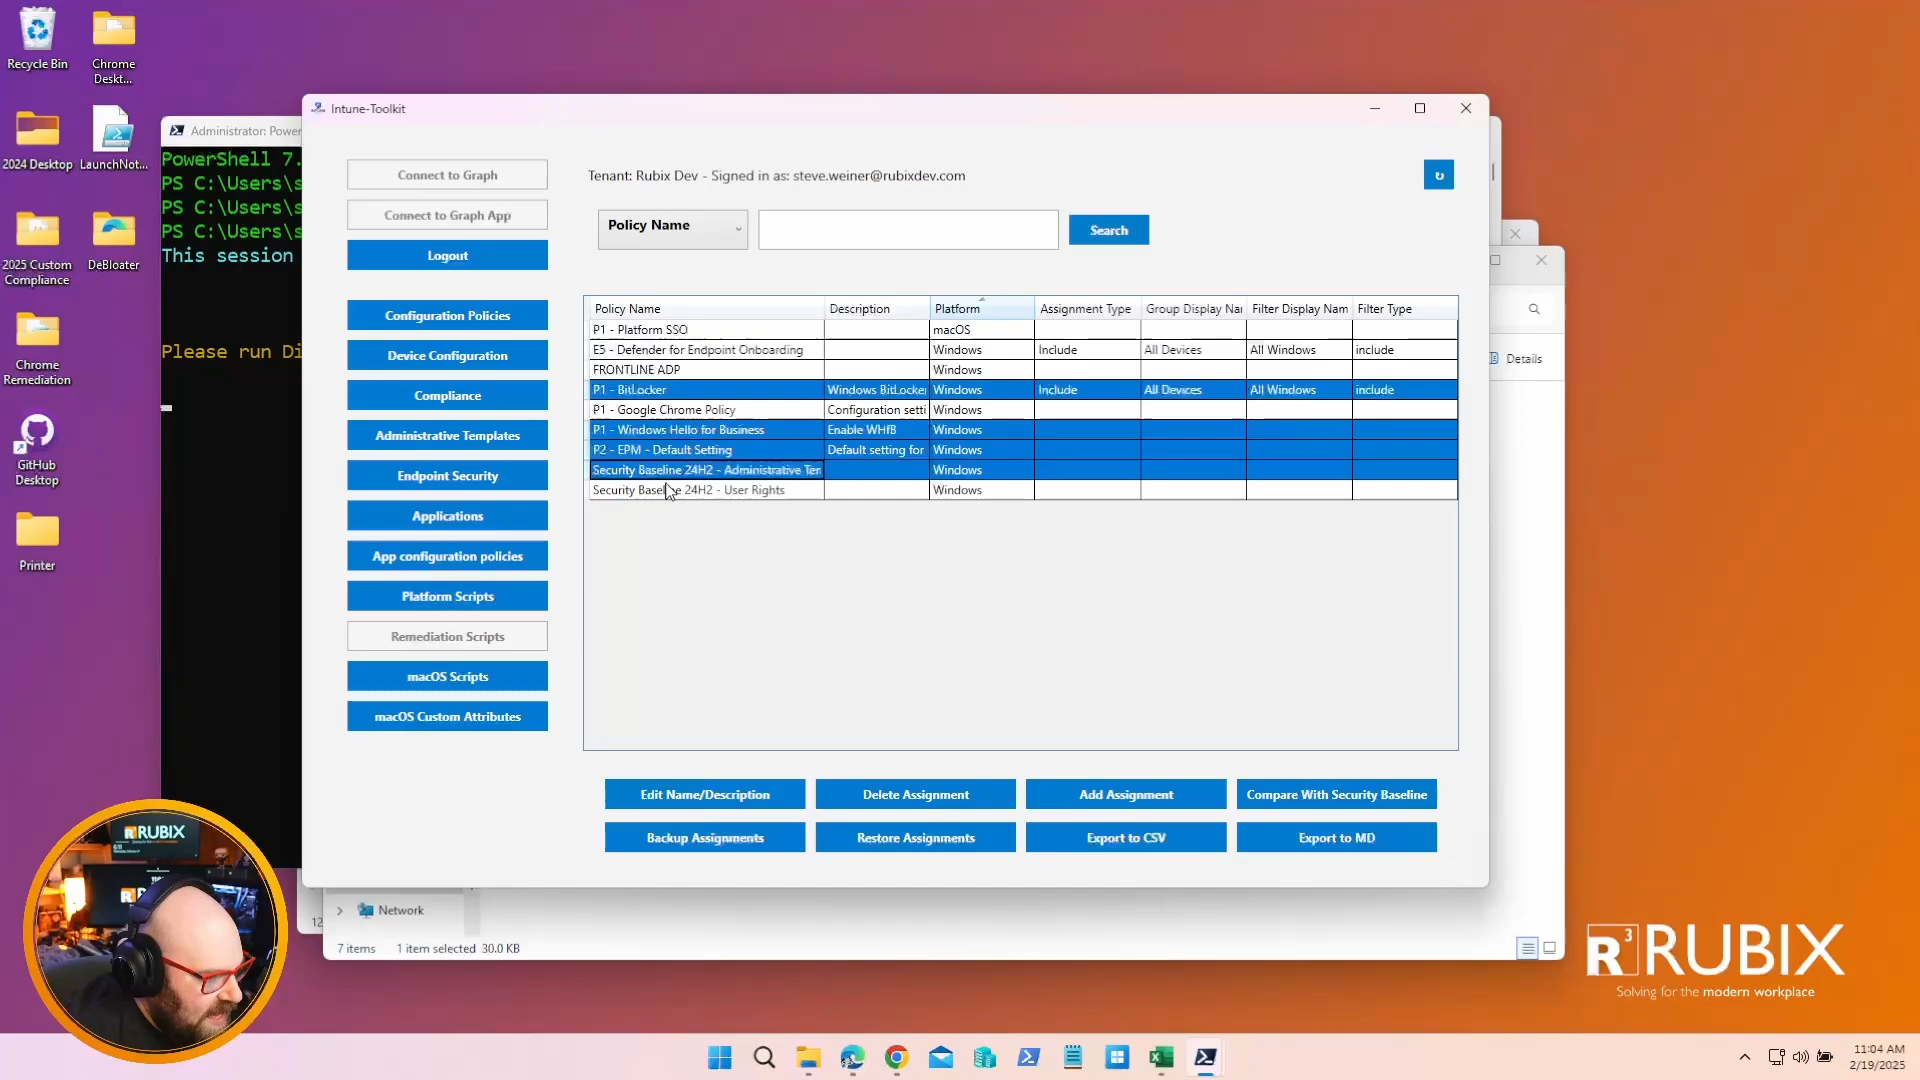 Recycle Bin
Chrome
Deskt...
2024 Desktop
LaunchNot...
2025 Custom
Compliance
DeBloater
Chrome
Remediation
GitHub
Desktop
Printer
Administrator: Power
PowerShell 7.
PS C:\Users\s
PS C:\Users\s
PS C:\Users\s
This session
Please run Di
Intune-Toolkit
Connect to Graph
Connect to Graph App
Logout
Configuration Policies
Device Configuration
Compliance
Administrative Templates
Endpoint Security
Applications
App configuration policies
Platform Scripts
Remediation Scripts
macOS Scripts
macOS Custom Attributes
Tenant: Rubix Dev - Signed in as: steve.weiner@rubixdev.com
Policy Name
Search
Policy Name Description Platform Assignment Type Group Display Nar Filter Display Nam Filter Type
P1 - Platform SSO macOS
E5 - Defender for Endpoint Onboarding Windows Include All Devices All Windows include
FRONTLINE ADP Windows
P1 - BitLocker Windows BitLocker Windows Include All Devices All Windows include
P1 - Google Chrome Policy Configuration setti Windows
P1 - Windows Hello for Business Enable WHfB Windows
P2 - EPM - Default Setting Default setting for Windows
Security Baseline 24H2 - Administrative Ter Windows
Security Baseline 24H2 - User Rights Windows
Edit Name/Description Delete Assignment Add Assignment Compare With Security Baseline
Backup Assignments Restore Assignments Export to CSV Export to MD
Details
Network
12
7 items 1 item selected 30.0 KB
RUBIX
R3 RUBIX
Solving for the modern workplace
11:04 AM
2/19/2025